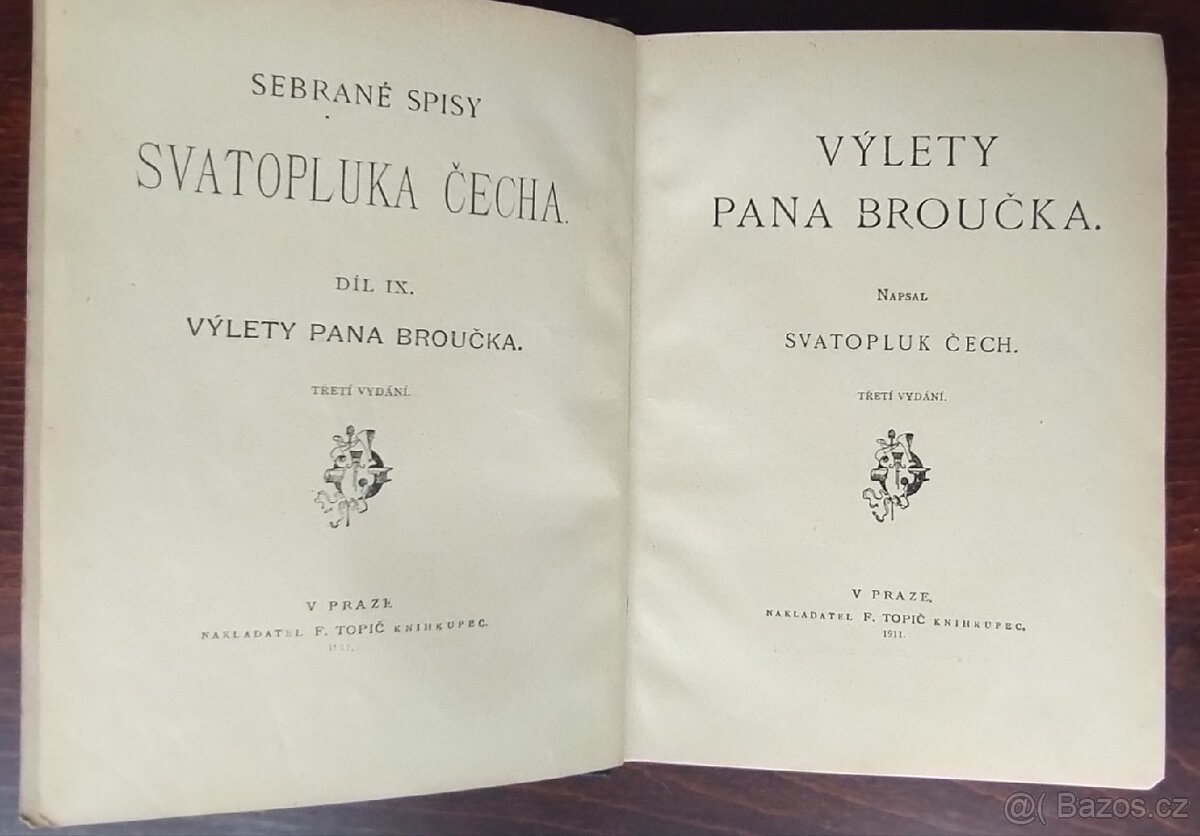 SEBRANÉ SPISY
SVATOPLUKA ČECHA.
DÍL IX.
VÝLETY PANA BROUČKA.
TŘETÍ VYDÁNÍ.
V PRAZE
NAKLADATEL F. TOPIČ KNIHKUPEC.
VÝLETY
PANA BROUČKA.
NAPSAL
SVATOPLUK ČECH.
TŘETÍ VYDÁNÍ.
V PRAZE,
NAKLADATEL F. TOPIČ KNIHKUPEC,
1911.
@( Bazos.cz